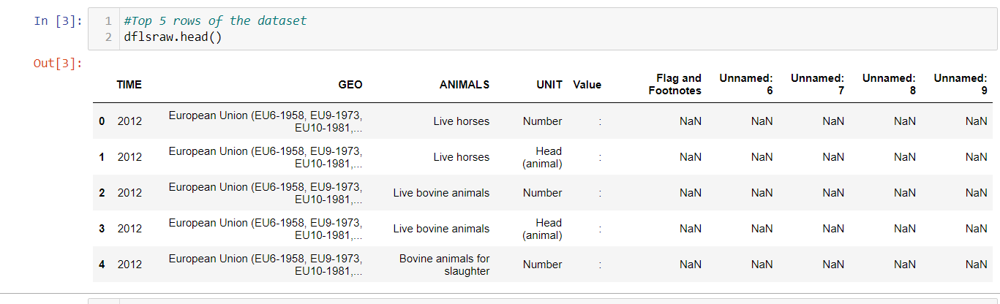 In [3]:
1 #Top 5 rows of the dataset
2 dflsraw.head()
Out[3]:
TIME GEO ANIMALS UNIT Value Flag and Footnotes Unnamed: 6 Unnamed: 7 Unnamed: 8 Unnamed: 9
0 2012 European Union (EU6-1958, EU9-1973, EU10-1981,... Live horses Number : NaN NaN NaN NaN NaN
1 2012 European Union (EU6-1958, EU9-1973, EU10-1981,... Live horses Head (animal) : NaN NaN NaN NaN NaN
2 2012 European Union (EU6-1958, EU9-1973, EU10-1981,... Live bovine animals Number : NaN NaN NaN NaN NaN
3 2012 European Union (EU6-1958, EU9-1973, EU10-1981,... Live bovine animals Head (animal) : NaN NaN NaN NaN NaN
4 2012 European Union (EU6-1958, EU9-1973, EU10-1981,... Bovine animals for slaughter Number : NaN NaN NaN NaN NaN